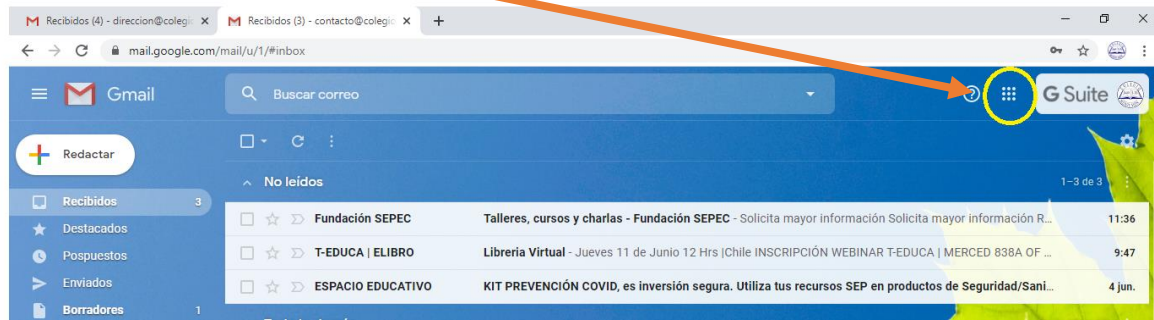 Recibidos (4) - direccion@colegi
Recibidos (3) - contacto@colegi
mail.google.com/mail/u/1/#inbox
Gmail
Buscar correo
G Suite
Redactar
No leídos
1–3 de 3
Recibidos 3
Fundación SEPEC Talleres, cursos y charlas - Fundación SEPEC - Solicita mayor información Solicita mayor información R... 11:36
Destacados
Pospuestos
T-EDUCA | ELIBRO Libreria Virtual - Jueves 11 de Junio 12 Hrs |Chile INSCRIPCIÓN WEBINAR T-EDUCA | MERCED 838A OF ... 9:47
Enviados
ESPACIO EDUCATIVO KIT PREVENCIÓN COVID, es inversión segura. Utiliza tus recursos SEP en productos de Seguridad/Sani... 4 jun.
Borradores 1